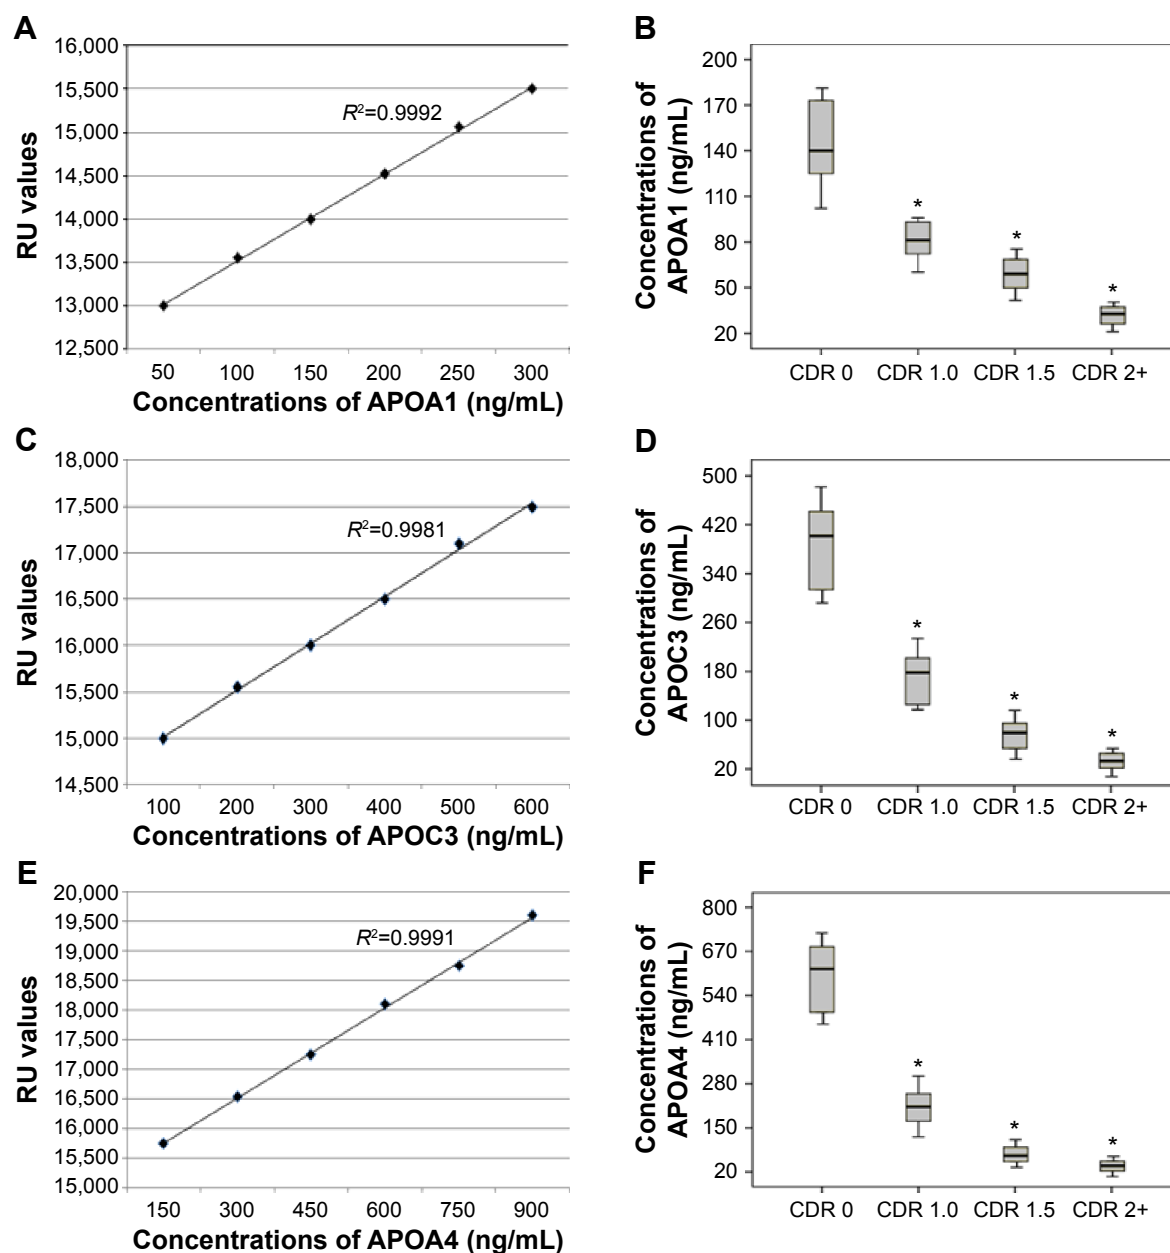 A
16,000
15,500
15,000
14,500
14,000
13,500
13,000
12,500
R²=0.9992
RU values
50 100 150 200 250 300
Concentrations of APOA1 (ng/mL)
B
200
170
140
110
80
50
20
Concentrations of
APOA1 (ng/mL)
* * *
CDR 0 CDR 1.0 CDR 1.5 CDR 2+
C
18,000
17,500
17,000
16,500
16,000
15,500
15,000
14,500
R²=0.9981
RU values
100 200 300 400 500 600
Concentrations of APOC3 (ng/mL)
D
500
420
340
260
180
100
20
Concentrations of
APOC3 (ng/mL)
* * *
CDR 0 CDR 1.0 CDR 1.5 CDR 2+
E
20,000
19,500
19,000
18,500
18,000
17,500
17,000
16,500
16,000
15,500
15,000
R²=0.9991
RU values
150 300 450 600 750 900
Concentrations of APOA4 (ng/mL)
F
800
670
540
410
280
150
20
Concentrations of
APOA4 (ng/mL)
* * *
CDR 0 CDR 1.0 CDR 1.5 CDR 2+